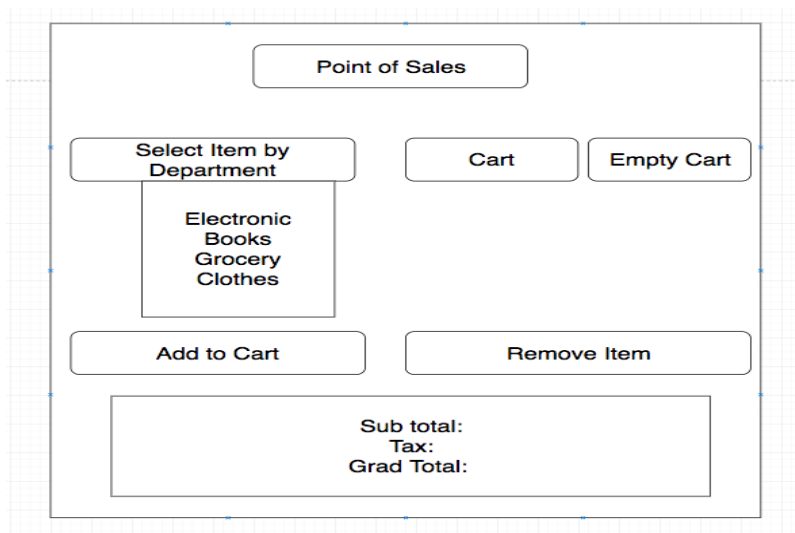 Point of Sales
Select Item by
Department
Cart
Empty Cart
Electronic
Books
Grocery
Clothes
Add to Cart
Remove Item
Sub total:
Tax:
Grad Total: